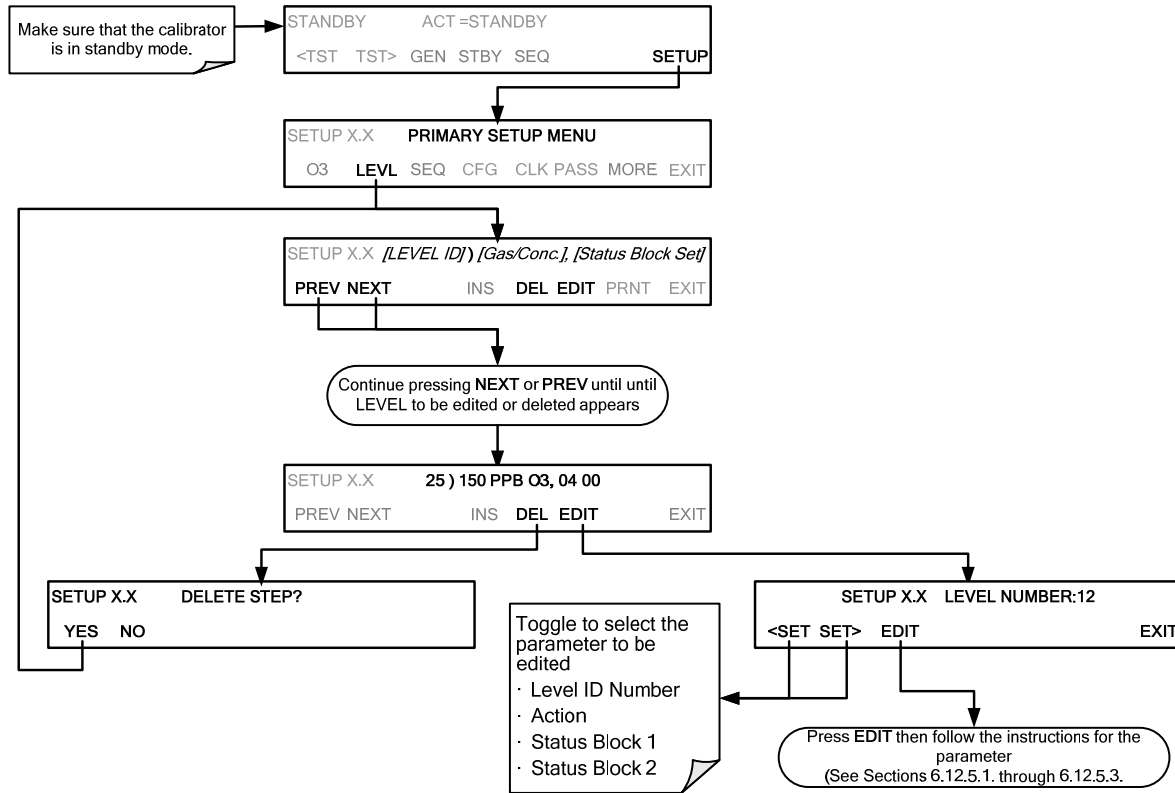 Make sure that the calibrator
is in standby mode.
STANDBY ACT =STANDBY
<TST TST> GEN STBY SEQ SETUP
SETUP X.X PRIMARY SETUP MENU
O3 LEVL SEQ CFG CLK PASS MORE EXIT
SETUP X.X [LEVEL ID] ) [Gas/Conc.], [Status Block Set]
PREV NEXT INS DEL EDIT PRNT EXIT
Continue pressing NEXT or PREV until until
LEVEL to be edited or deleted appears
SETUP X.X 25 ) 150 PPB O3, 04 00
PREV NEXT INS DEL EDIT EXIT
SETUP X.X DELETE STEP?
YES NO
Toggle to select the
parameter to be
edited
· Level ID Number
· Action
· Status Block 1
· Status Block 2
SETUP X.X LEVEL NUMBER:12
<SET SET> EDIT EXIT
Press EDIT then follow the instructions for the
parameter
(See Sections 6.12.5.1. through 6.12.5.3.